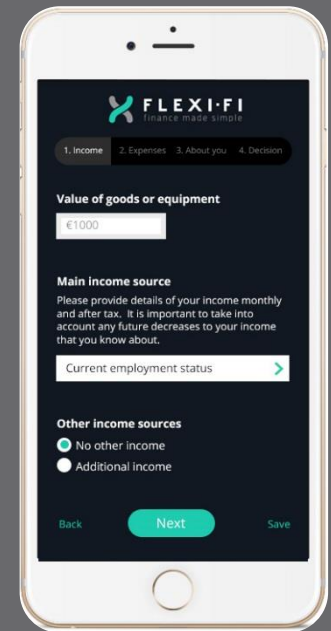 FLEXI·FI
finance made simple
1. Income 2. Expenses 3. About you 4. Decision
Value of goods or equipment
€1000
Main income source
Please provide details of your income monthly
and after tax. It is important to take into
account any future decreases to your income
that you know about.
Current employment status
Other income sources
No other income
Additional income
Back Next Save